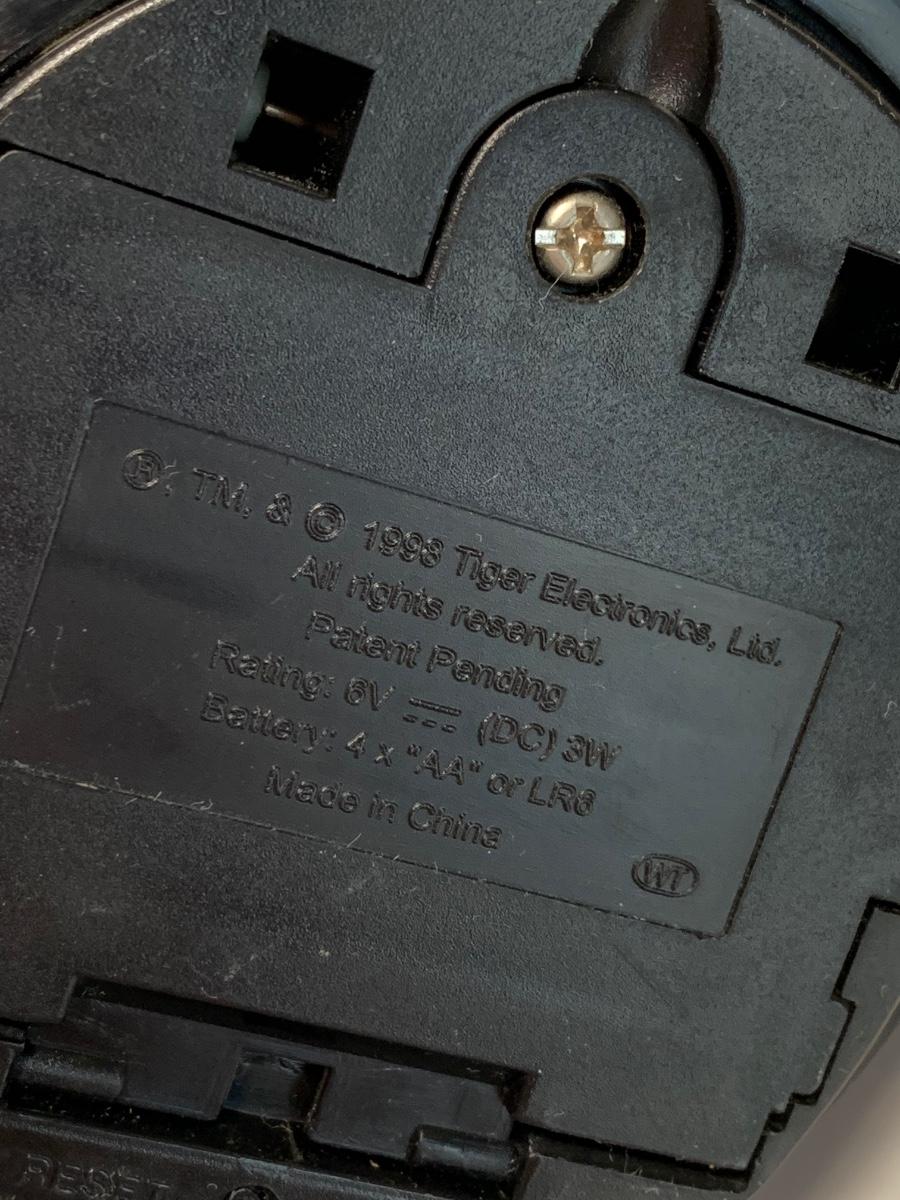 ®, TM, & © 1998 Tiger Electronics, Ltd.
All rights reserved.
Patent Pending
Rating: 6V ⎓ (DC) 3W
Battery: 4 x "AA" or LR6
Made in China
WT
RESET